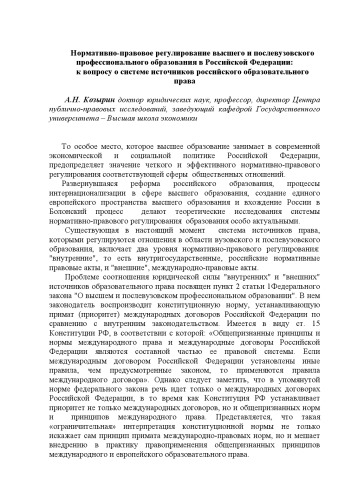 Нормативно-правовое регулирование высшего и послевузовского
профессионального образования в Российской Федерации:
к вопросу о системе источников российского образовательного
права
А.Н. Козырин доктор юридических наук, профессор, директор Центра
публично-правовых исследований, заведующий кафедрой Государственного
университета – Высшая школа экономики
То особое место, которое высшее образование занимает в современной
экономической и социальной политике Российской Федерации,
предопределяет значение четкого и эффективного нормативно-правового
регулирования соответствующей сферы общественных отношений.
Развернувшаяся реформа российского образования, процессы
интернационализации в сфере высшего образования, создание единого
европейского пространства высшего образования и вхождение России в
Болонский процесс делают теоретические исследования системы
нормативно-правового регулирования образования особо актуальными.
Существующая в настоящий момент система источников права,
которыми регулируются отношения в области вузовского и послевузовского
образования, включает два уровня нормативно-правового регулирования:
"внутренние", то есть внутригосударственные, российские нормативные
правовые акты, и "внешние", международно-правовые акты.
Проблеме соотношения юридической силы "внутренних" и "внешних"
источников образовательного права посвящен пункт 2 статьи 1Федерального
закона "О высшем и послевузовском профессиональном образовании". В нем
законодатель воспроизводит конституционную норму, устанавливающую
примат (приоритет) международных договоров Российской Федерации по
сравнению с внутренним законодательством. Имеется в виду ст. 15
Конституции РФ, в соответствии с которой: «Общепризнанные принципы и
нормы международного права и международные договоры Российской
Федерации являются составной частью ее правовой системы. Если
международным договором Российской Федерации установлены иные
правила, чем предусмотренные законом, то применяются правила
международного договора». Однако следует заметить, что в упомянутой
норме федерального закона речь идет только о международных договорах
Российской Федерации, в то время как Конституция РФ устанавливает
приоритет не только международных договоров, но и общепризнанных норм
и принципов международного права. Представляется, что такая
«ограничительная» интерпретация конституционной нормы не только
искажает сам принцип примата международно-правовых норм, но и мешает
внедрению в практику правоприменения общепризнанных принципов
международного и европейского образовательного права.